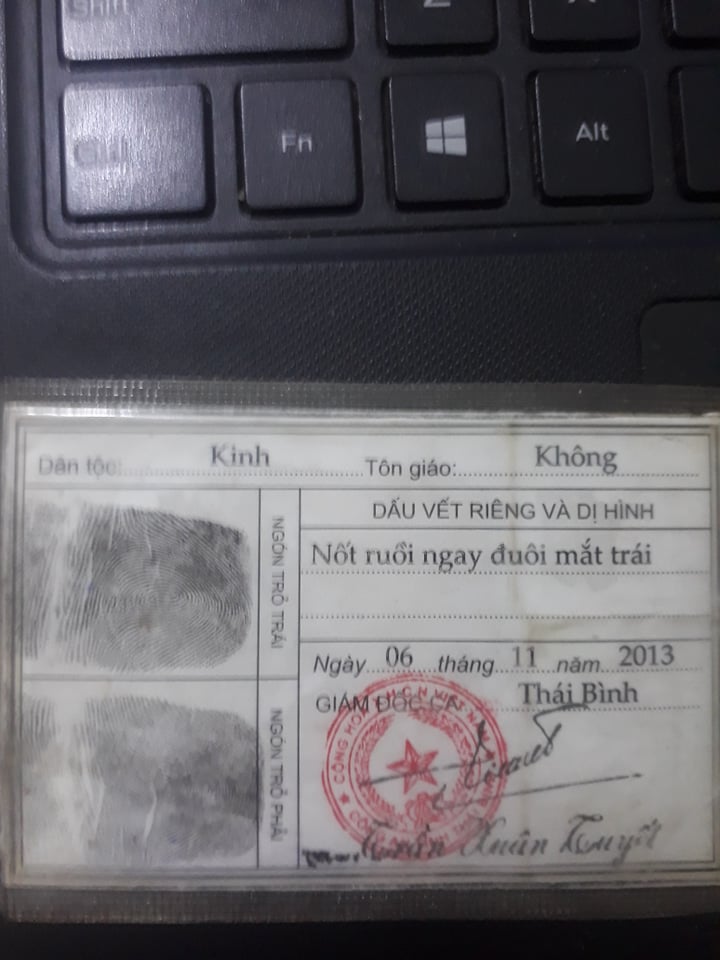 Shift
Z
X
Ctrl
Fn
Alt
Dân tộc: Kinh Tôn giáo: Không
NGÓN TRỎ TRÁI
DẤU VẾT RIÊNG VÀ DỊ HÌNH
Nốt ruồi ngay đuôi mắt trái
Ngày 06 tháng 11 năm 2013
GIÁM ĐỐC CA Thái Bình
NGÓN TRỎ PHẢI
Trần Xuân Tuyết